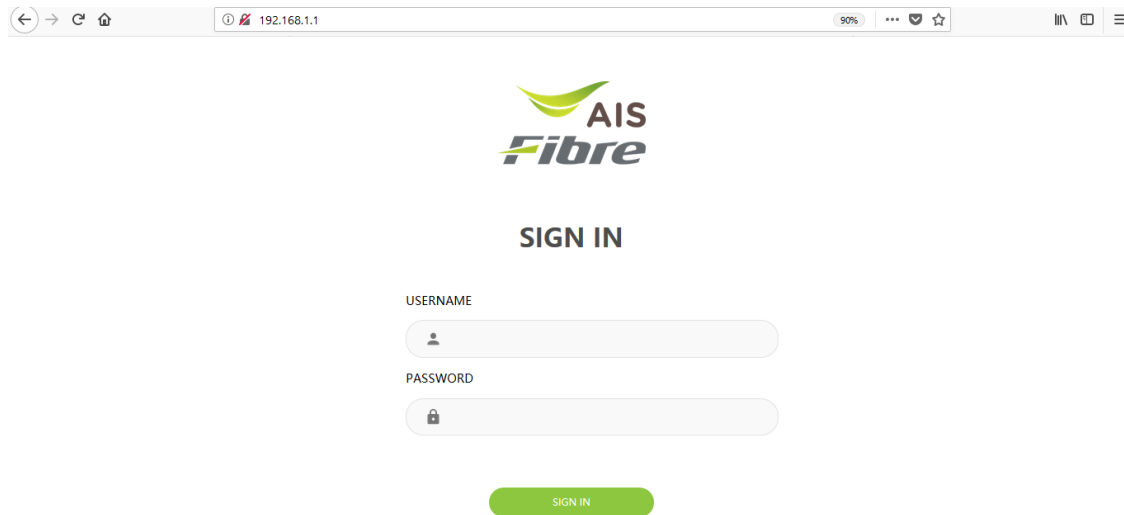 192.168.1.1
90%
AIS
Fibre
SIGN IN
USERNAME
PASSWORD
SIGN IN